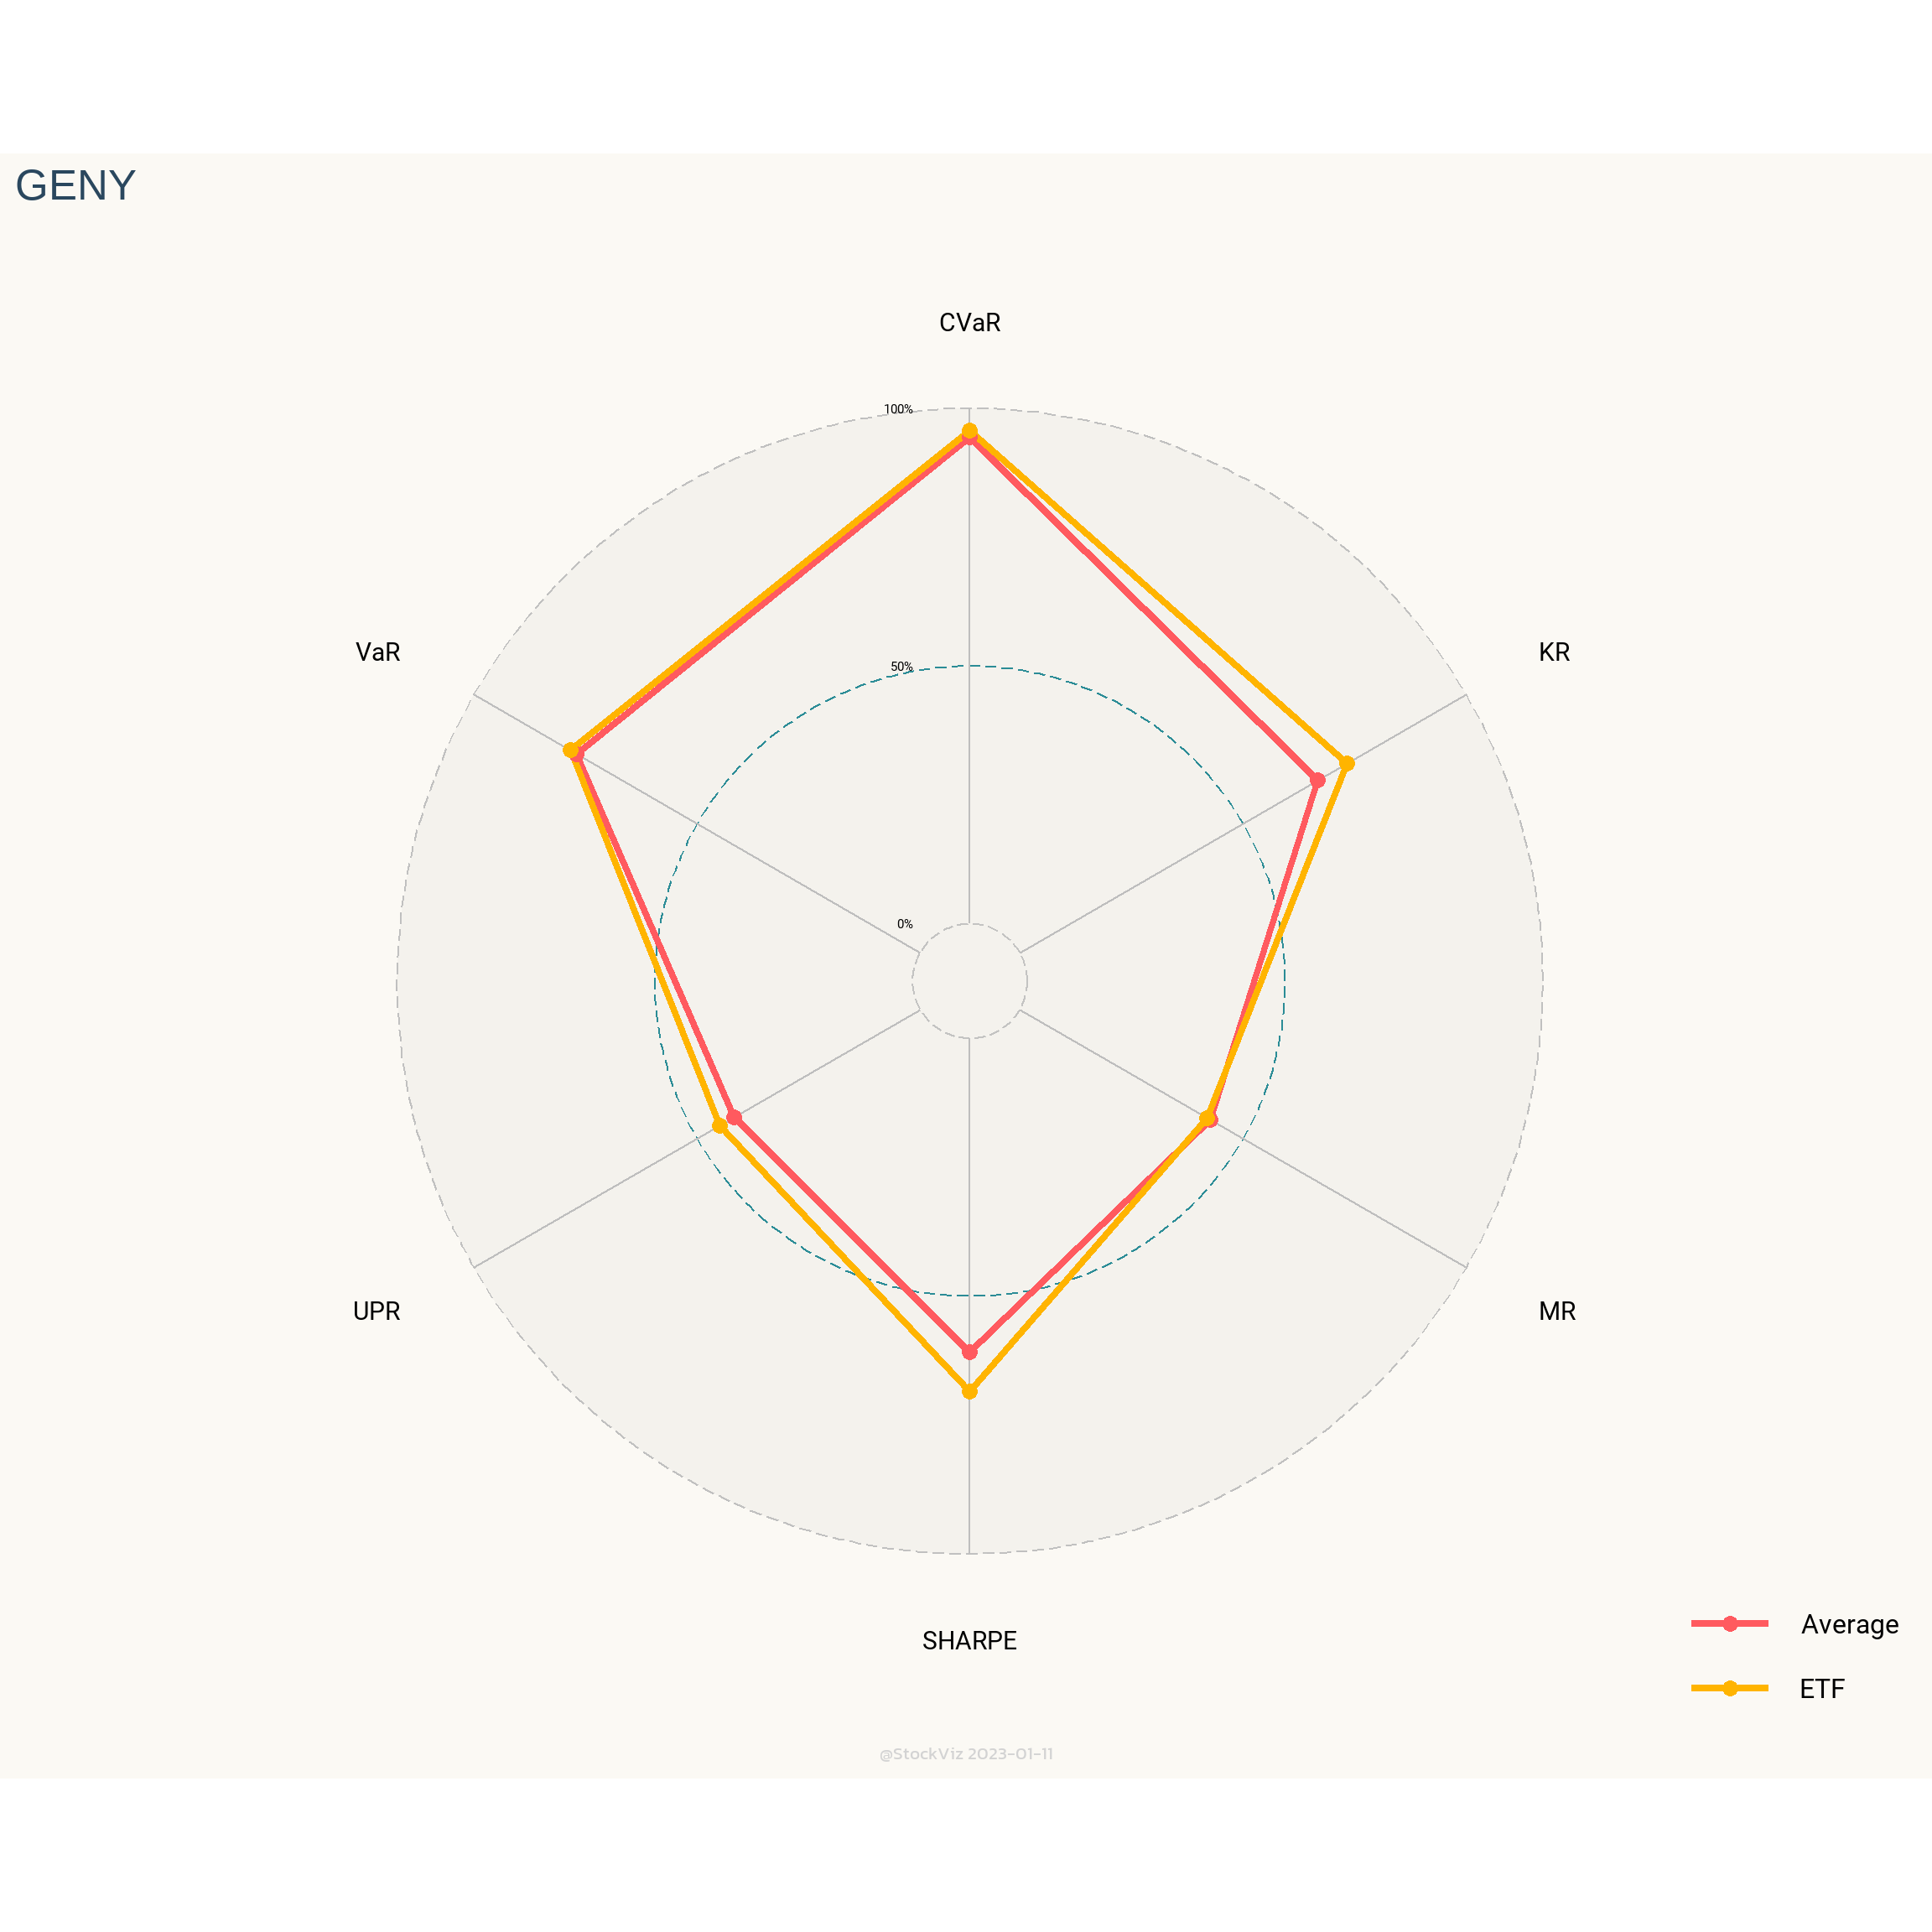 GENY
CVaR
100%
VaR
KR
50%
0%
UPR
MR
SHARPE
Average
ETF
@StockViz 2023-01-11